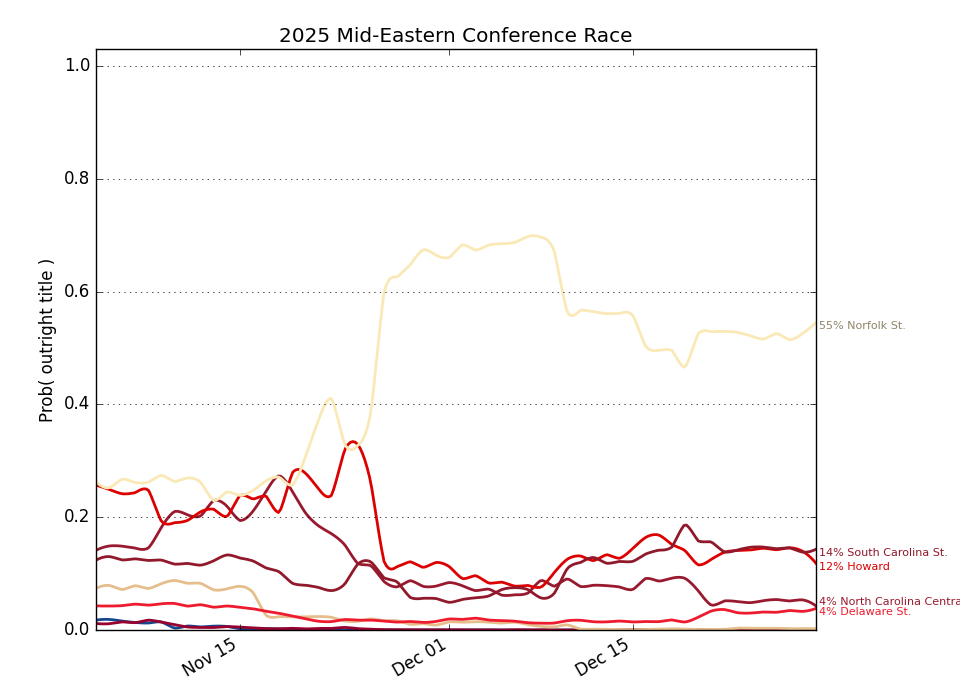 2025 Mid-Eastern Conference Race
1.0
0.8
0.6
0.4
0.2
0.0
Prob( outright title )
Nov 15
Dec 01
Dec 15
55% Norfolk St.
14% South Carolina St.
12% Howard
4% North Carolina Centra
4% Delaware St.